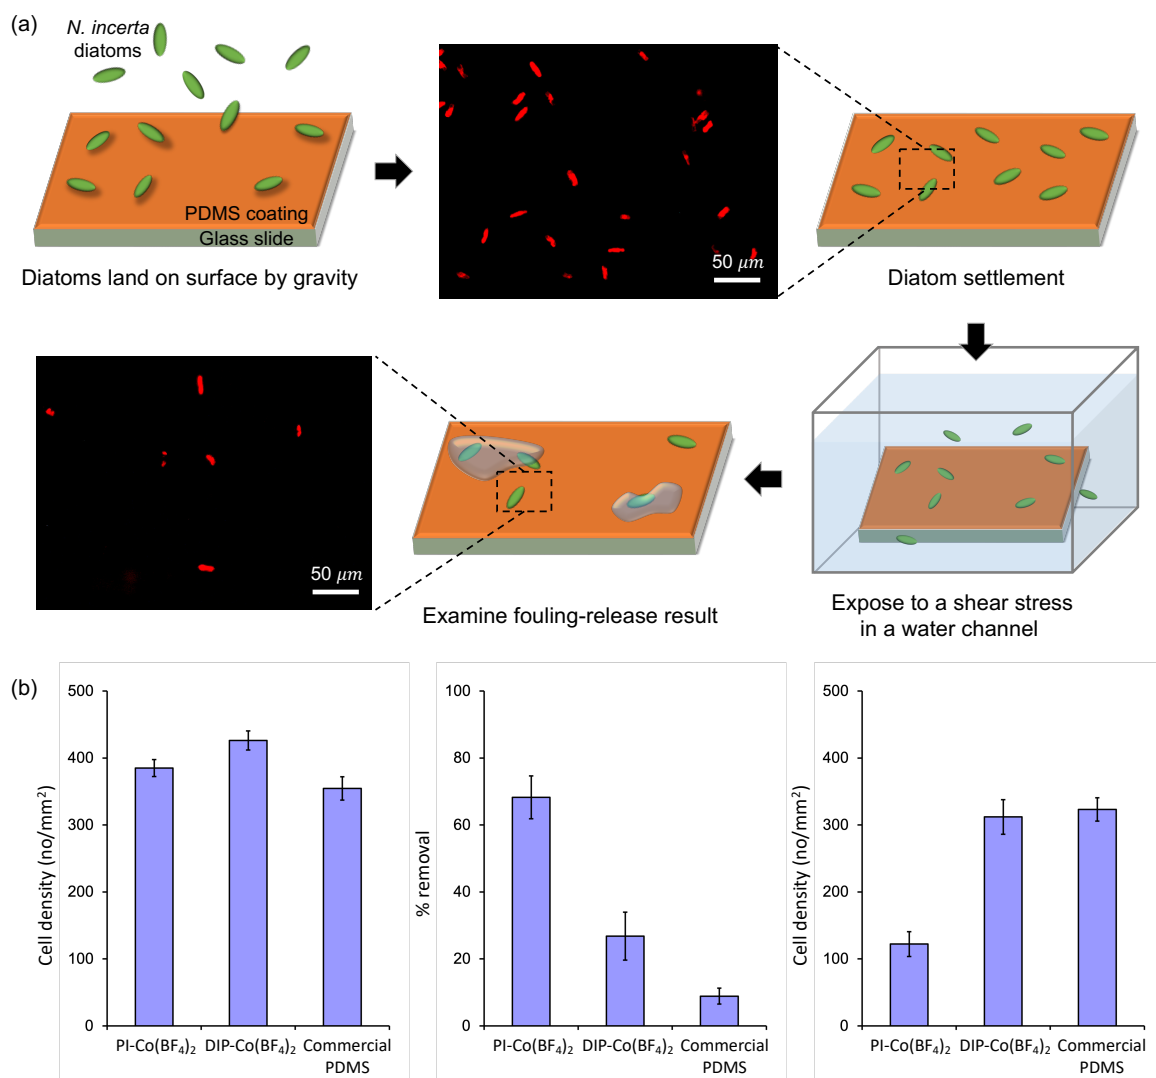 (a)
N. incerta
diatoms
PDMS coating
Glass slide
Diatoms land on surface by gravity
50 μm
Diatom settlement
50 μm
Examine fouling-release result
Expose to a shear stress
in a water channel
(b)
Cell density (no/mm²)
500
400
300
200
100
0
PI-Co(BF₄)₂ DIP-Co(BF₄)₂ Commercial
PDMS
% removal
100
80
60
40
20
0
PI-Co(BF₄)₂ DIP-Co(BF₄)₂ Commercial
PDMS
Cell density (no/mm²)
500
400
300
200
100
0
PI-Co(BF₄)₂ DIP-Co(BF₄)₂ Commercial
PDMS